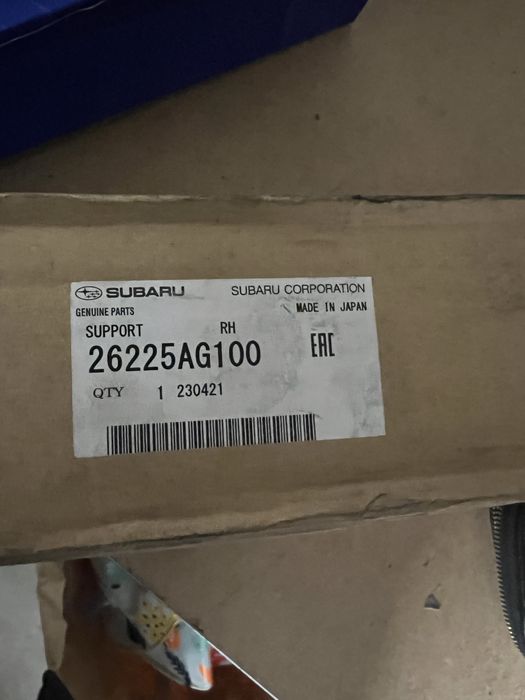 SUBARU SUBARU CORPORATION
GENUINE PARTS MADE IN JAPAN
SUPPORT RH
26225AG100 EAC
QTY 1 230421